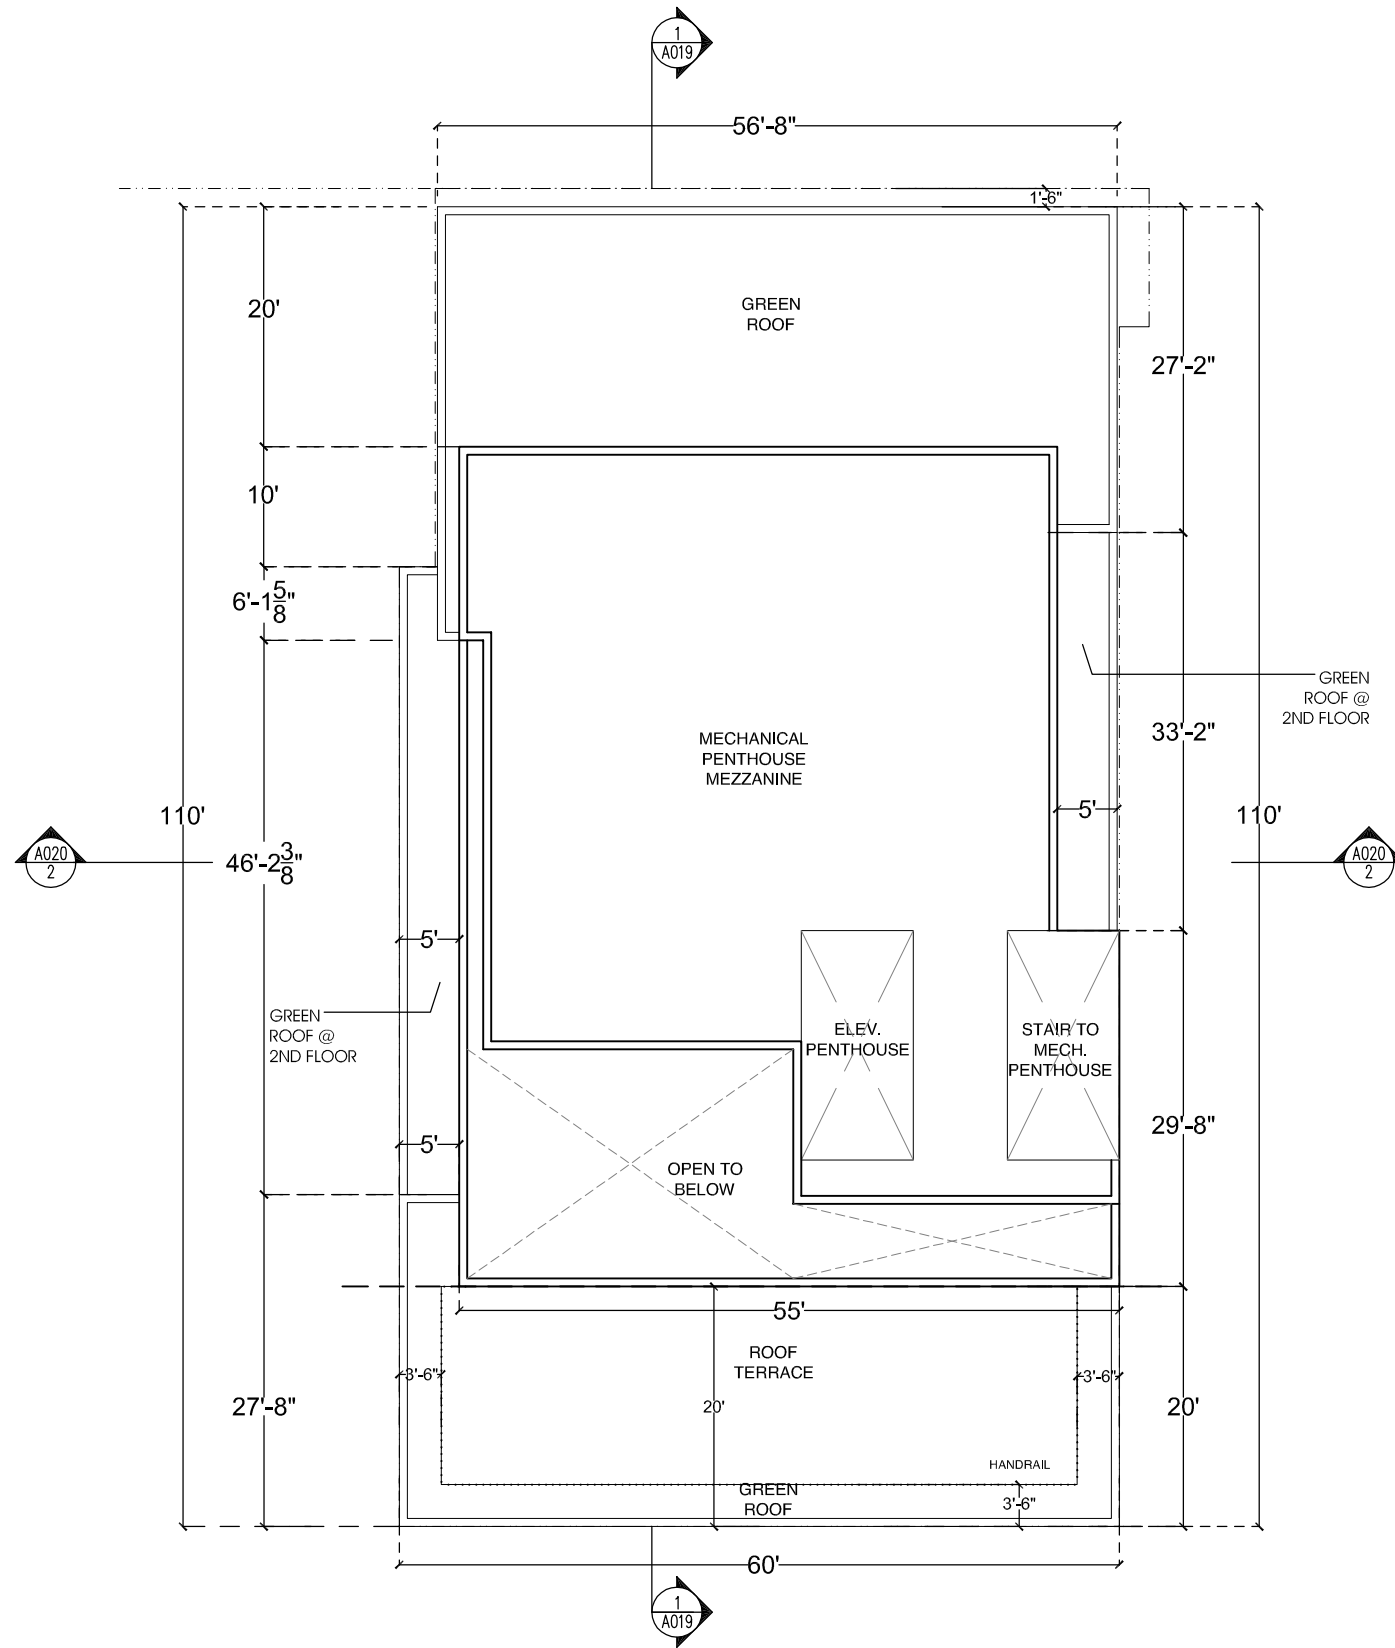 1
A019
56'-8"
1'-6"
20'
GREEN
ROOF
27'-2"
10'
6'-1 5/8"
GREEN
ROOF @
2ND FLOOR
MECHANICAL
PENTHOUSE
MEZZANINE
33'-2"
110'
5'
110'
A020
2
46'-2 3/8"
A020
2
5'
GREEN
ROOF @
2ND FLOOR
ELEV.
PENTHOUSE
STAIR TO
MECH.
PENTHOUSE
5'
29'-8"
OPEN TO
BELOW
55'
ROOF
TERRACE
3'-6"
3'-6"
27'-8"
20'
20'
HANDRAIL
GREEN
ROOF
3'-6"
60'
1
A019